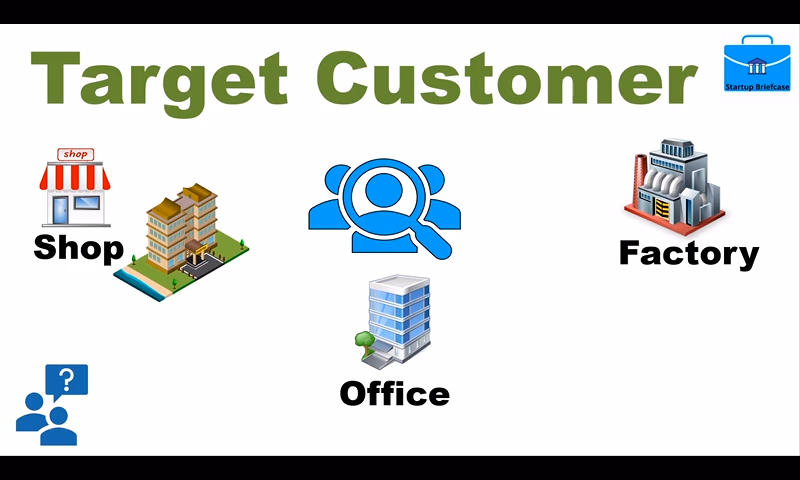 Target Customer
Startup Briefcase
shop
Shop
Factory
Office
?